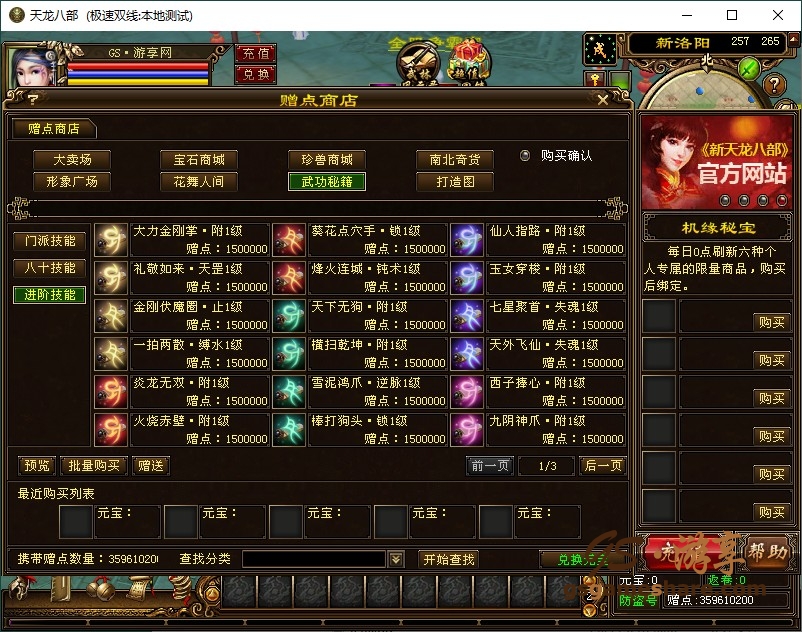 天龙八部 (极速双线:本地测试)
GS·游享网
充值
兑换
新洛阳 257 265
北
赠点商店
赠点商店
大卖场 宝石商城 珍兽商城 南北奇货 购买确认
形象广场 花舞人间 武功秘籍 打造图
门派技能
八十技能
进阶技能
大力金刚掌·附1级 葵花点穴手·锁1级 仙人指路·附1级
赠点：1500000 赠点：1500000 赠点：1500000
礼敬如来·天罡1级 烽火连城·钝术1级 玉女穿梭·附1级
赠点：1500000 赠点：1500000 赠点：1500000
金刚伏魔圈·止1级 天下无狗·附1级 七星聚首·失魂1级
赠点：1500000 赠点：1500000 赠点：1500000
一拍两散·缚水1级 横扫乾坤·附1级 天外飞仙·失魂1级
赠点：1500000 赠点：1500000 赠点：1500000
炎龙无双·附1级 雪泥鸿爪·逆脉1级 西子捧心·附1级
赠点：1500000 赠点：1500000 赠点：1500000
火烧赤壁·附1级 棒打狗头·锁1级 九阴神爪·附1级
赠点：1500000 赠点：1500000 赠点：1500000
预览 批量购买 赠送 前一页 1/3 后一页
最近购买列表
元宝： 元宝： 元宝： 元宝： 元宝：
携带赠点数量：359610200 查找分类 开始查找
《新天龙八部》
官方网站
机缘秘宝
每日0点刷新六种个
人专属的限量商品，购买
后绑定。
购买
购买
购买
购买
购买
购买
帮助
元宝:0
防盗号 赠点:359610200